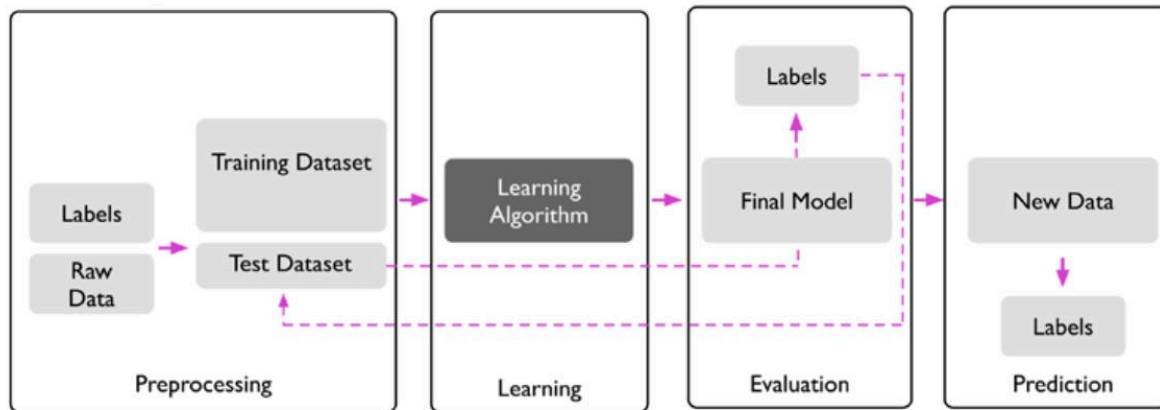 Labels
Raw
Data
Training Dataset
Test Dataset
Preprocessing
Learning
Algorithm
Learning
Labels
Final Model
Evaluation
New Data
Labels
Prediction